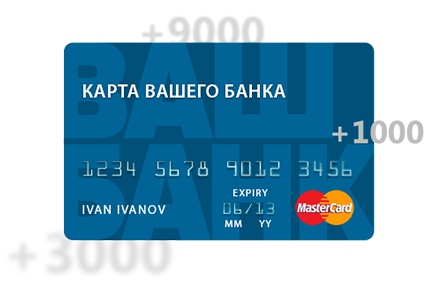 +9000
ВАШ
КАРТА ВАШЕГО БАНКА
+1000
БАНК
1234 5678 9012 3456
EXPIRY
IVAN IVANOV 06/13 MasterCard
MM YY
+3000